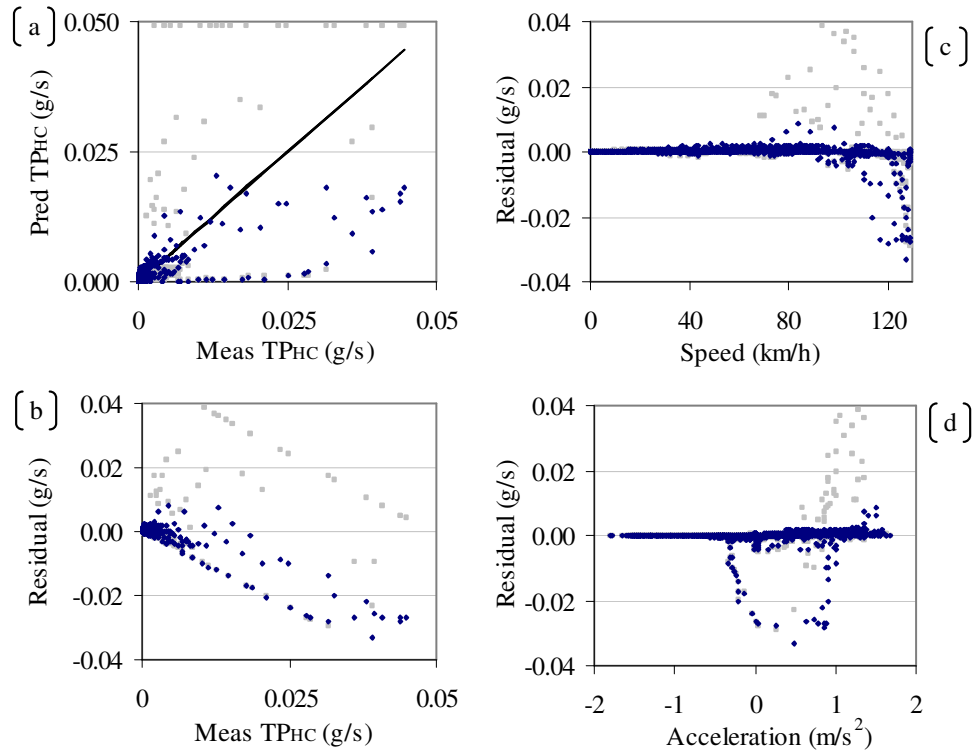 [a]
0.050
0.025
0.000
Pred TPHC (g/s)
0
0.025
0.05
Meas TPHC (g/s)
[c]
0.04
0.02
0.00
-0.02
-0.04
Residual (g/s)
0
40
80
120
Speed (km/h)
[b]
0.04
0.02
0.00
-0.02
-0.04
Residual (g/s)
0
0.025
0.05
Meas TPHC (g/s)
[d]
0.04
0.02
0.00
-0.02
-0.04
Residual (g/s)
-2
-1
0
1
2
Acceleration (m/s²)